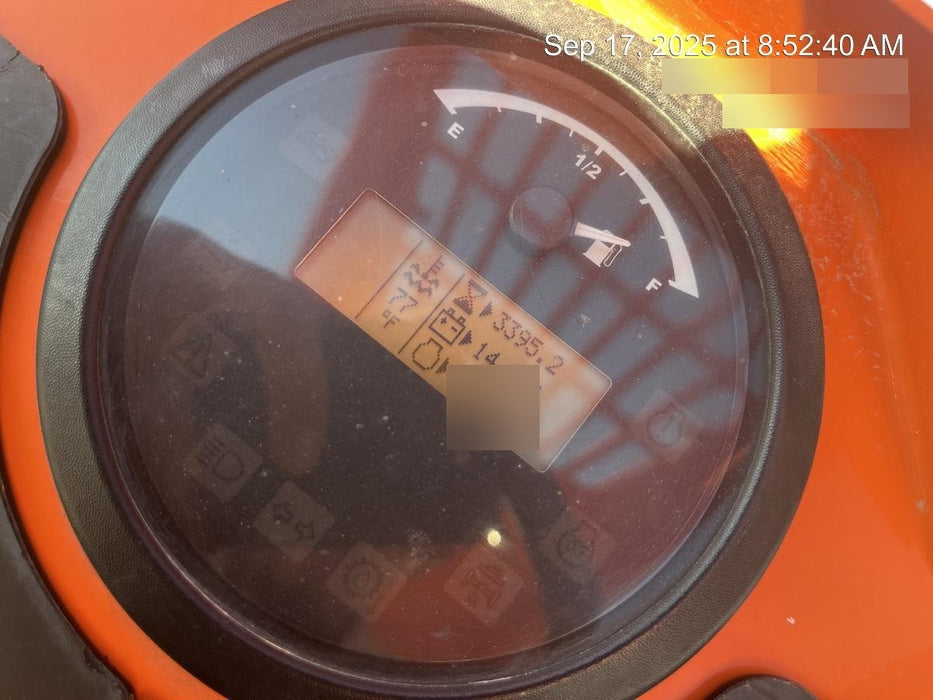 Sep 17, 2025 at 8:52:40 AM
E
1/2
F
3395.2
14
77
°F